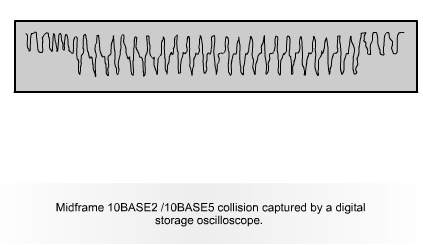 Midframe 10BASE2 /10BASE5 collision captured by a digital
storage oscilloscope.